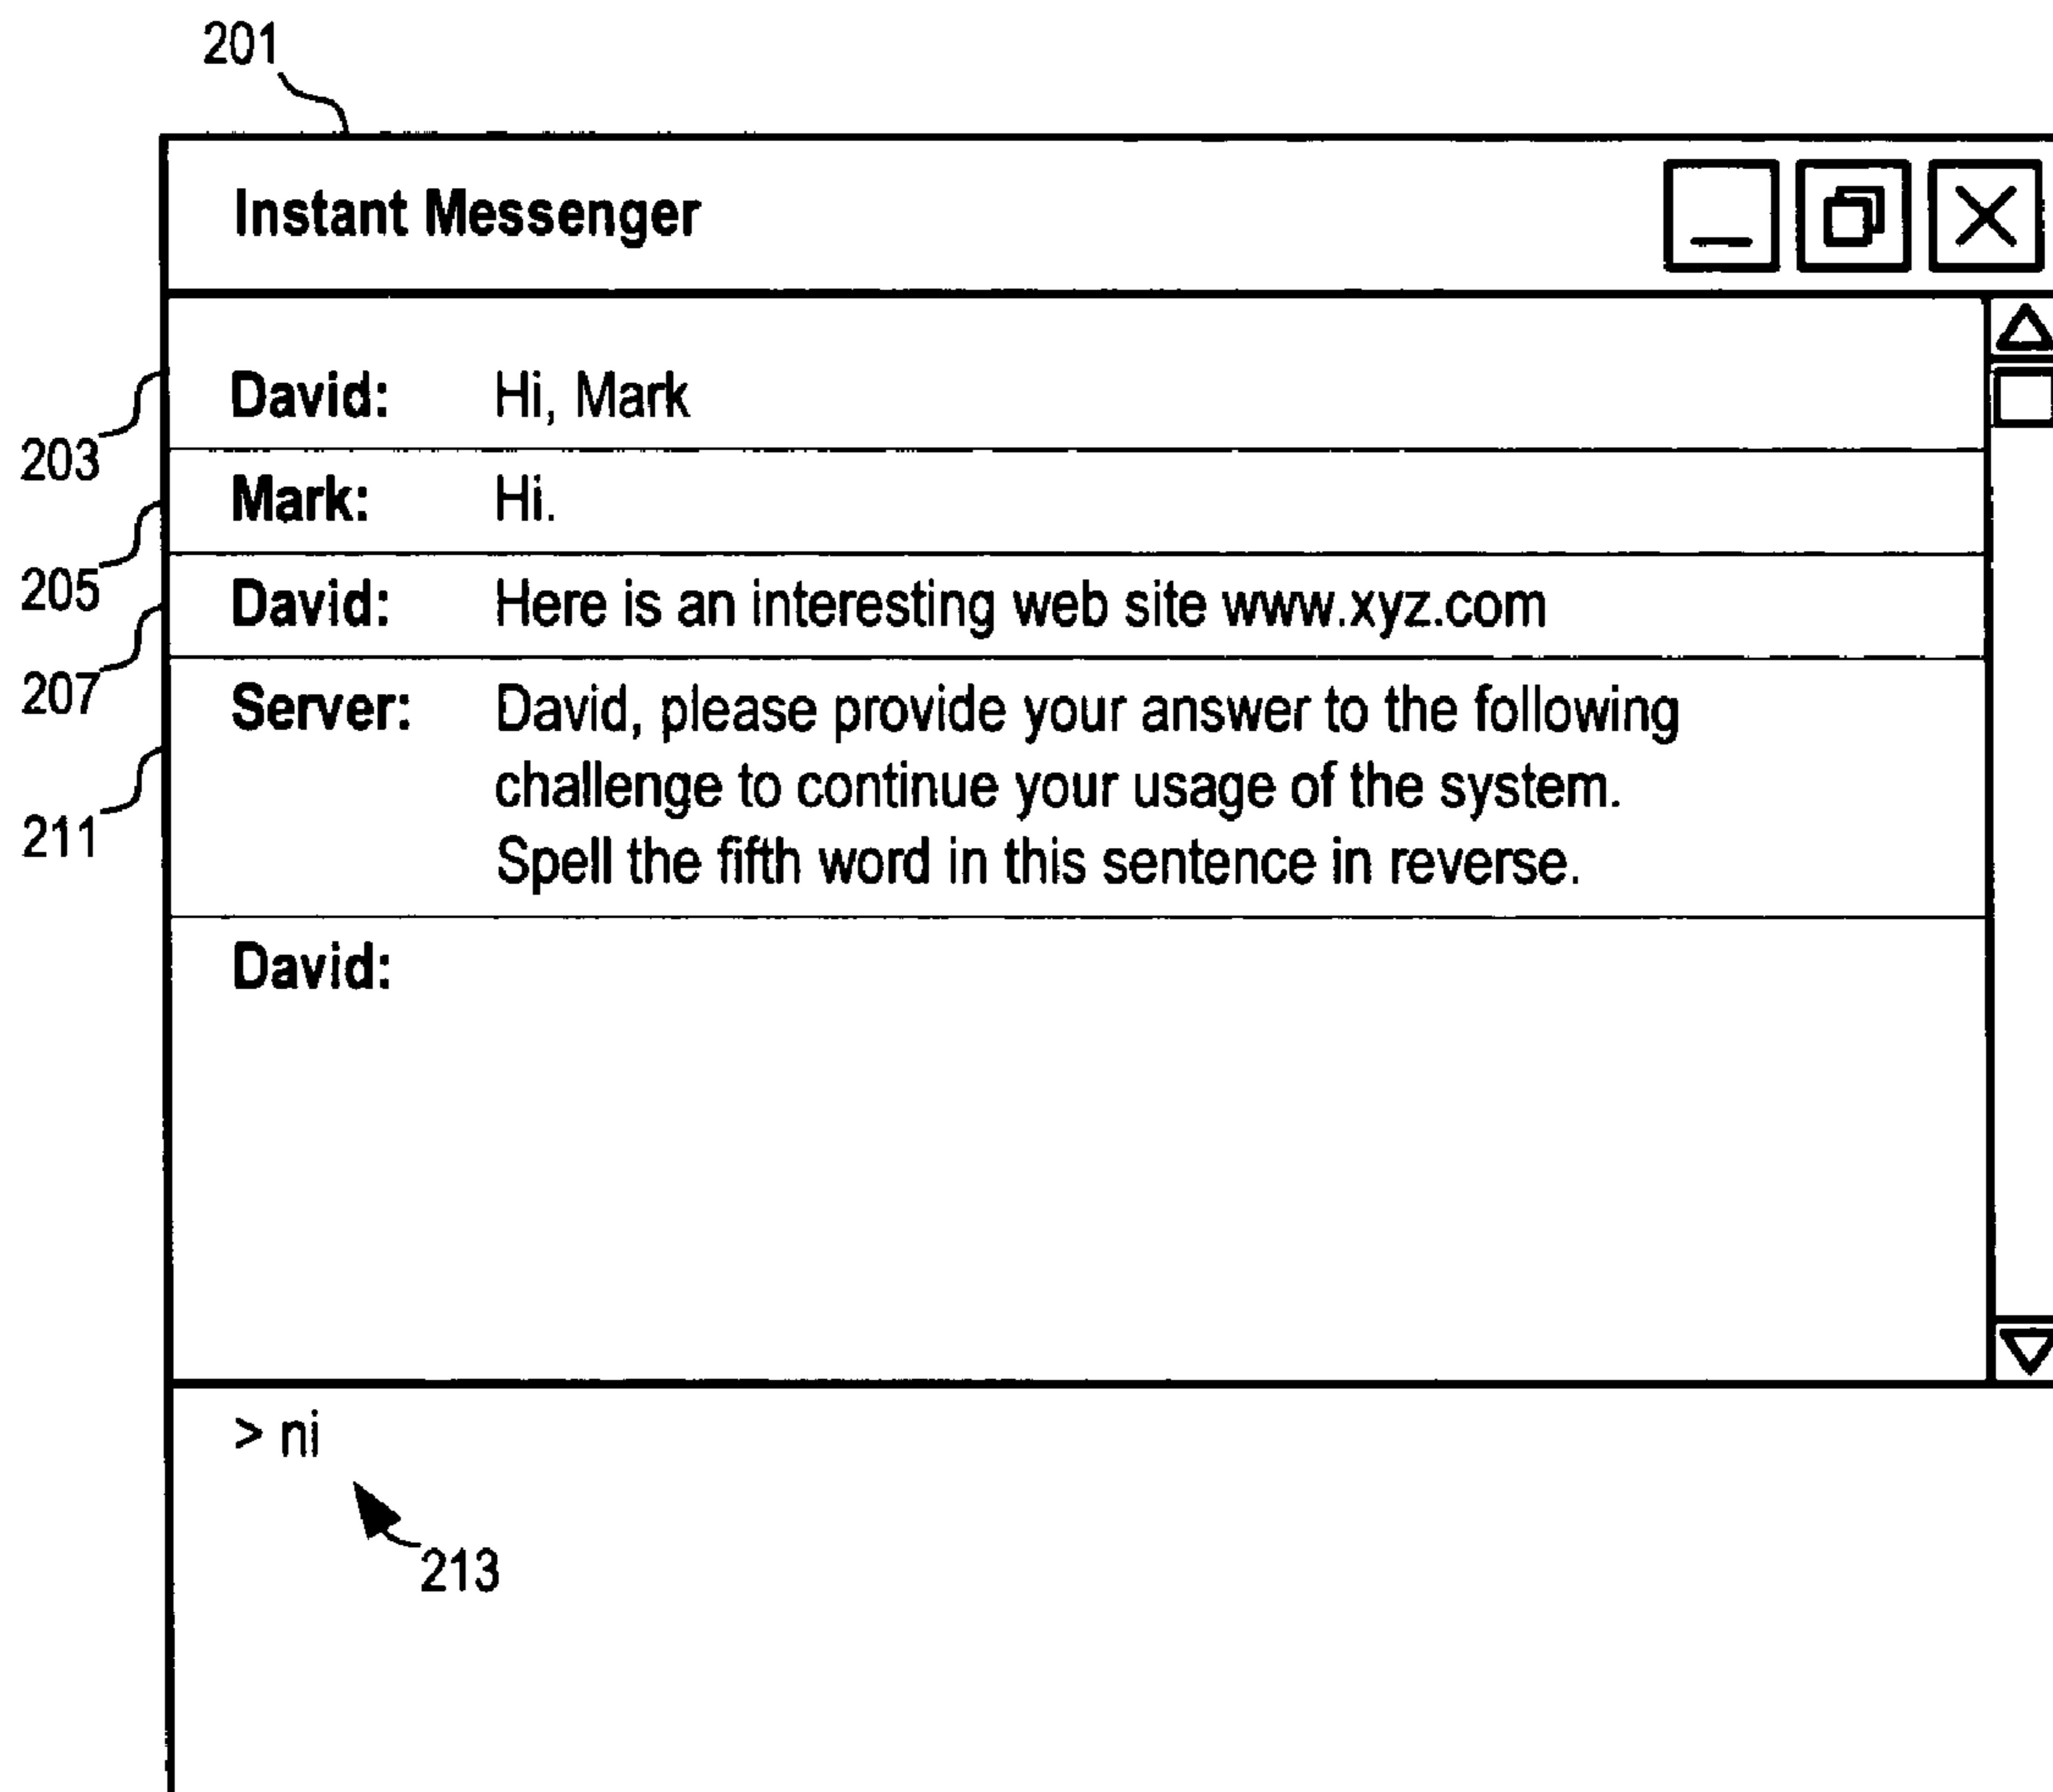 201
Instant Messenger
David: Hi, Mark
203
Mark: Hi.
205
David: Here is an interesting web site www.xyz.com
207
Server: David, please provide your answer to the following
challenge to continue your usage of the system.
211
Spell the fifth word in this sentence in reverse.
David:
> ni
213